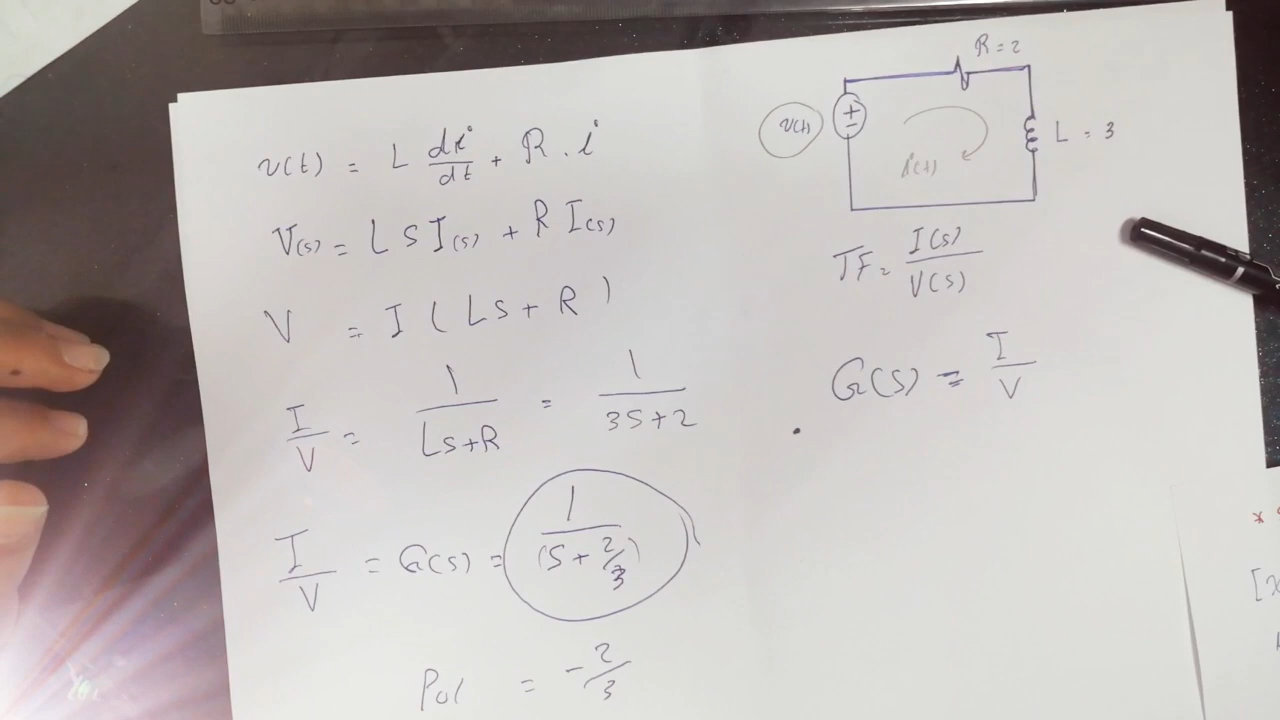 v(t) = L di/dt + R . i
V(s) = L S I(s) + R I(s)
V = I ( LS + R )
I/V = 1/(LS+R) = 1/(3S+2)
I/V = G(S) = 1/(S + 2/3)
Pol = -2/3
R = 2
v(t)
+
−
i(t)
L = 3
TF = I(s)/V(s)
G(S) = I/V
*
[